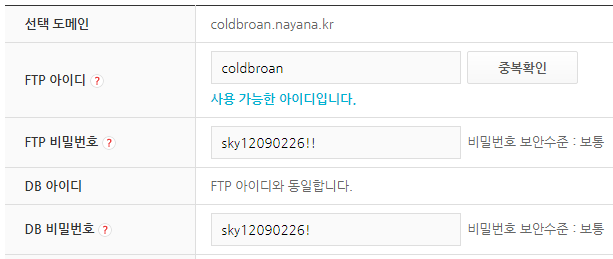 선택 도메인 coldbroan.nayana.kr
FTP 아이디 ? coldbroan 중복확인
사용 가능한 아이디입니다.
FTP 비밀번호 ? sky12090226!! 비밀번호 보안수준 : 보통
DB 아이디 FTP 아이디와 동일합니다.
DB 비밀번호 ? sky12090226! 비밀번호 보안수준 : 보통